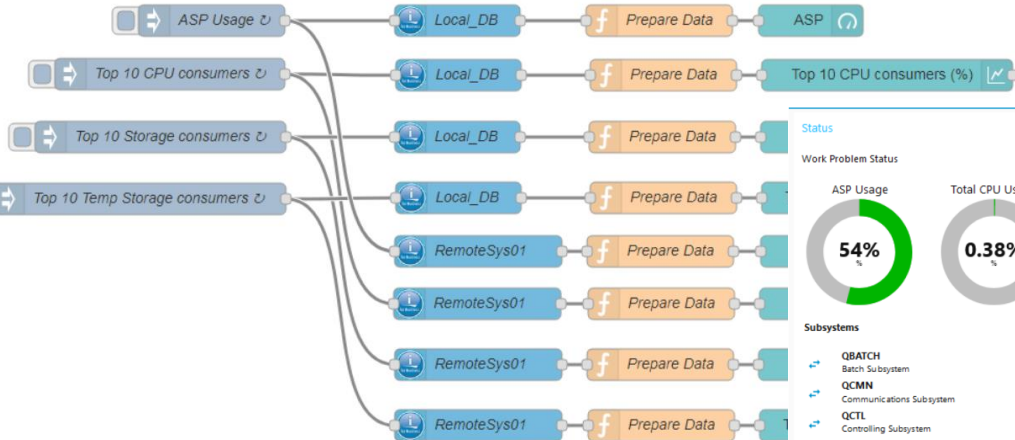 ASP Usage ↻ Local_DB Prepare Data ASP
Top 10 CPU consumers ↻ Local_DB Prepare Data Top 10 CPU consumers (%)
Top 10 Storage consumers ↻ Local_DB Prepare Data
Top 10 Temp Storage consumers ↻ Local_DB Prepare Data
RemoteSys01 Prepare Data
RemoteSys01 Prepare Data
RemoteSys01 Prepare Data
RemoteSys01 Prepare Data
Status
Work Problem Status
ASP Usage Total CPU Us
54% 0.38%
% %
Subsystems
QBATCH
Batch Subsystem
QCMN
Communications Subsystem
QCTL
Controlling Subsystem